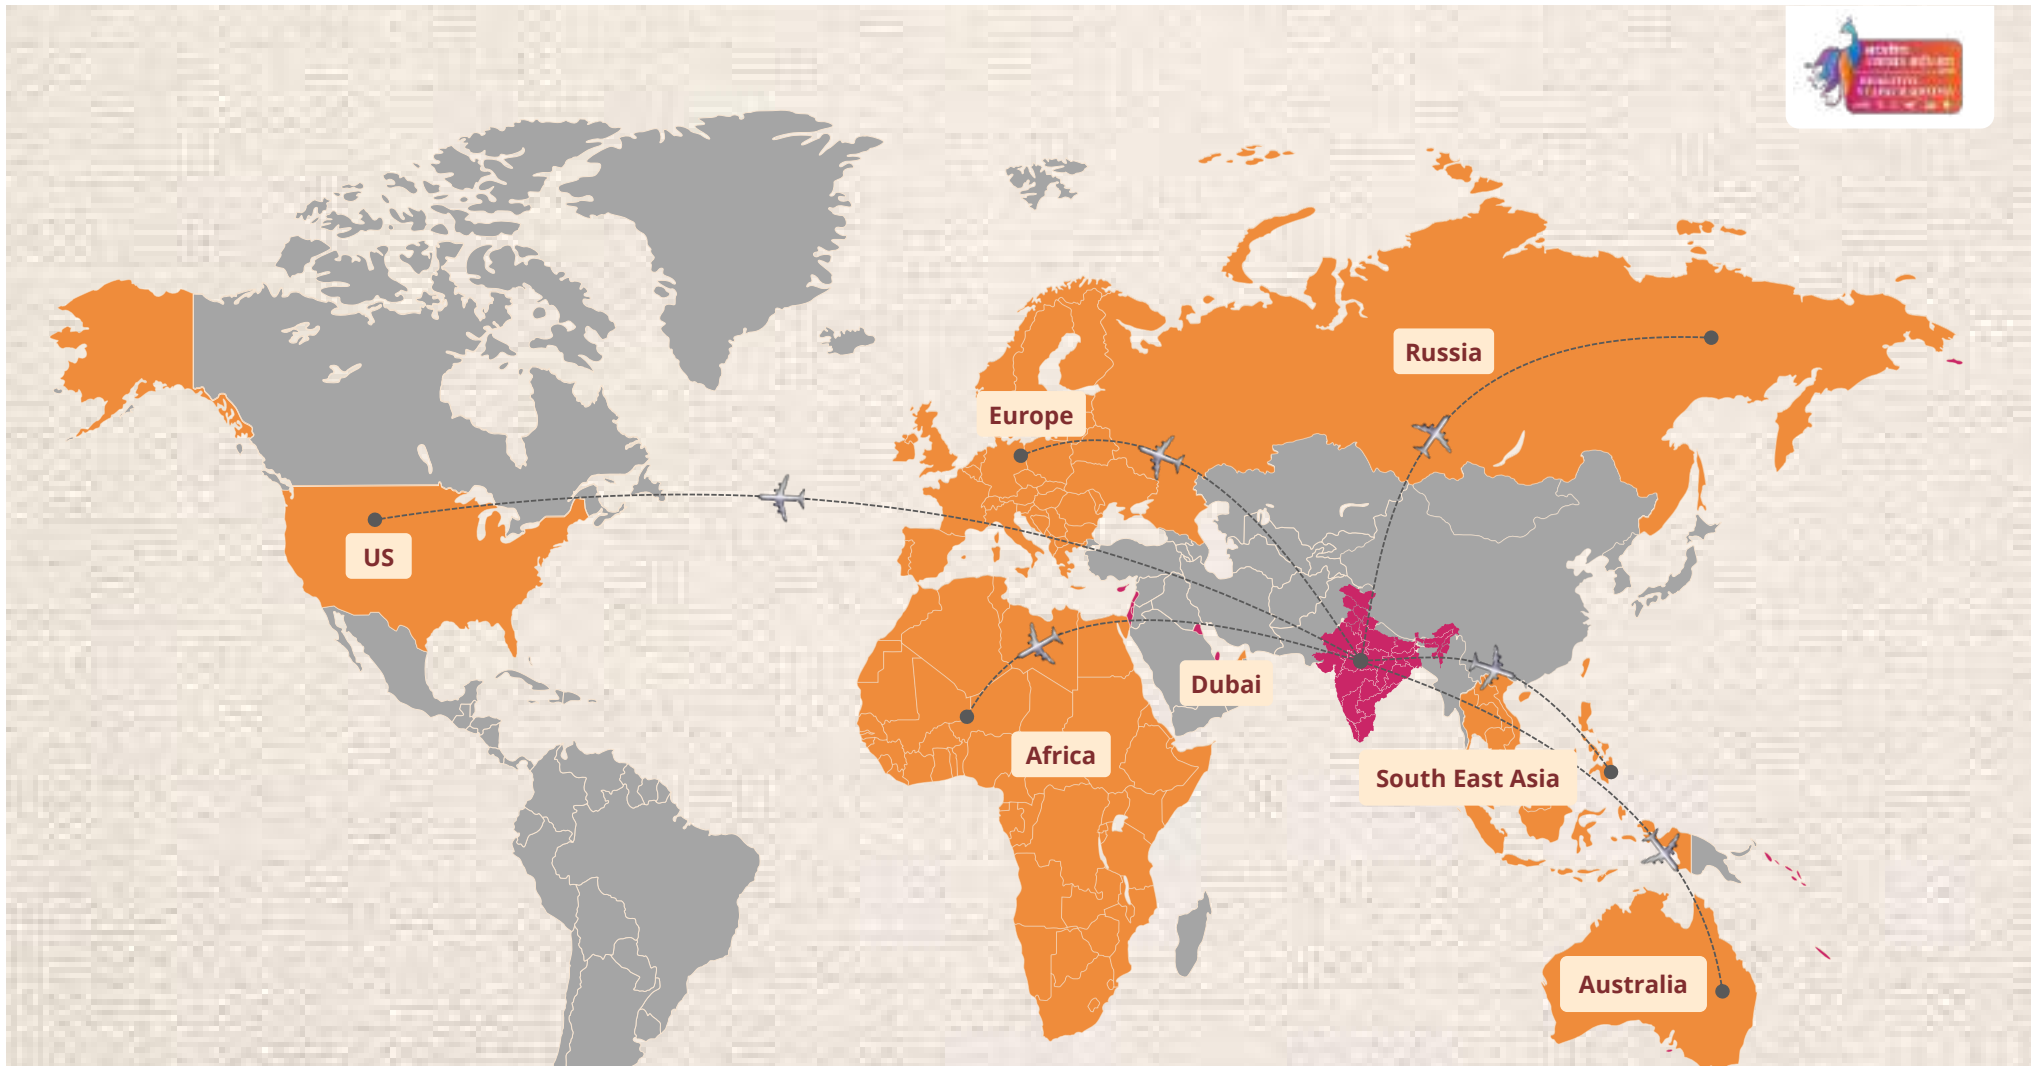 Russia
Europe
US
Dubai
Africa
South East Asia
Australia